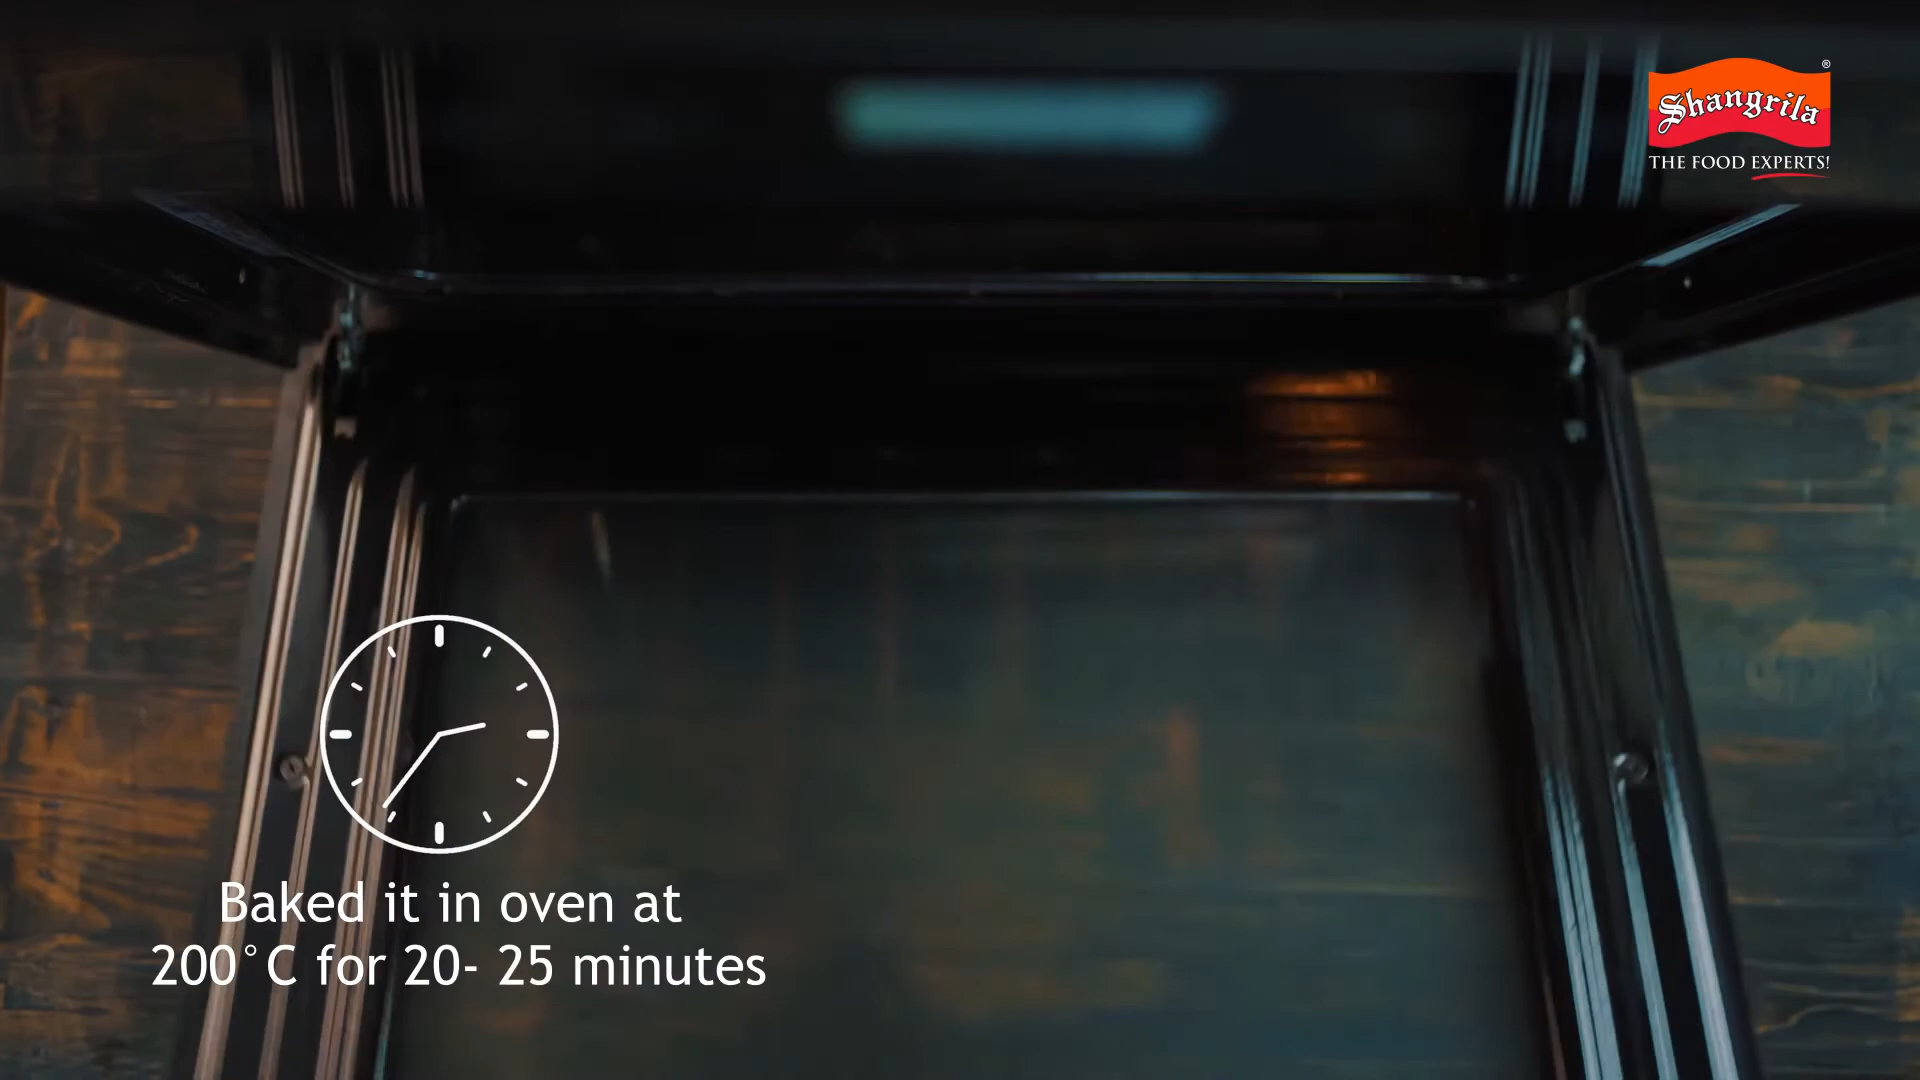 Shangrila
®
THE FOOD EXPERTS!
Baked it in oven at
200°C for 20- 25 minutes